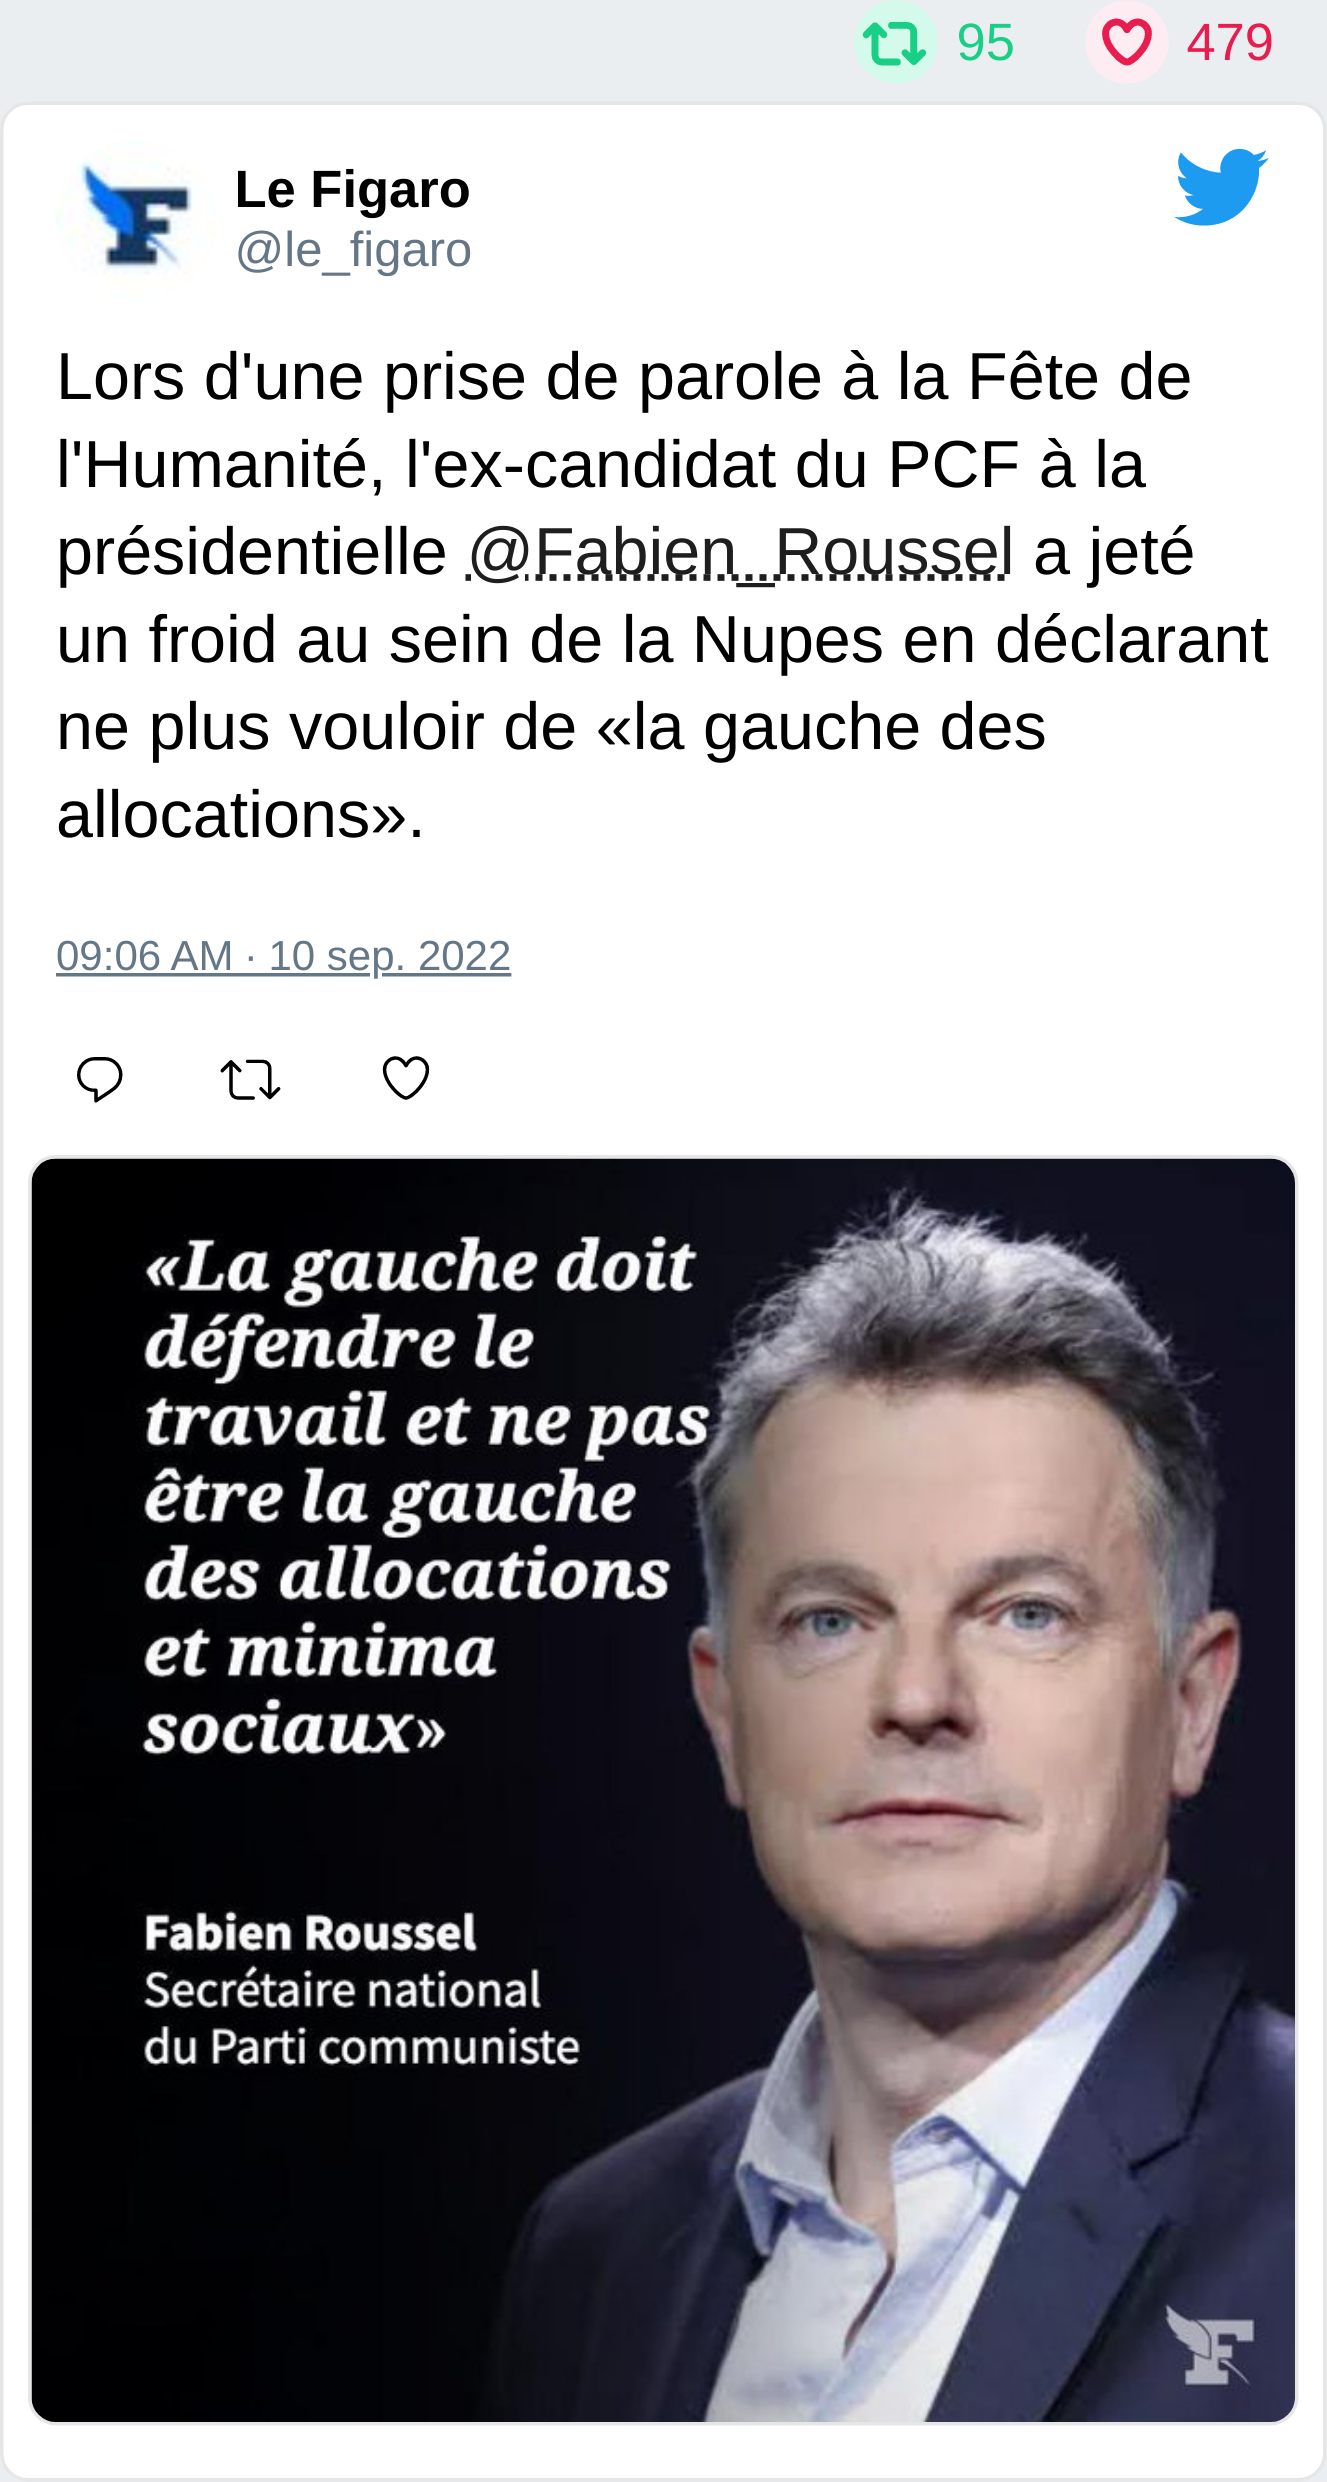 95 479
Le Figaro
@le_figaro
Lors d'une prise de parole à la Fête de
l'Humanité, l'ex-candidat du PCF à la
présidentielle @Fabien_Roussel a jeté
un froid au sein de la Nupes en déclarant
ne plus vouloir de «la gauche des
allocations».
09:06 AM · 10 sep. 2022
«La gauche doit
défendre le
travail et ne pas
être la gauche
des allocations
et minima
sociaux»
Fabien Roussel
Secrétaire national
du Parti communiste
F